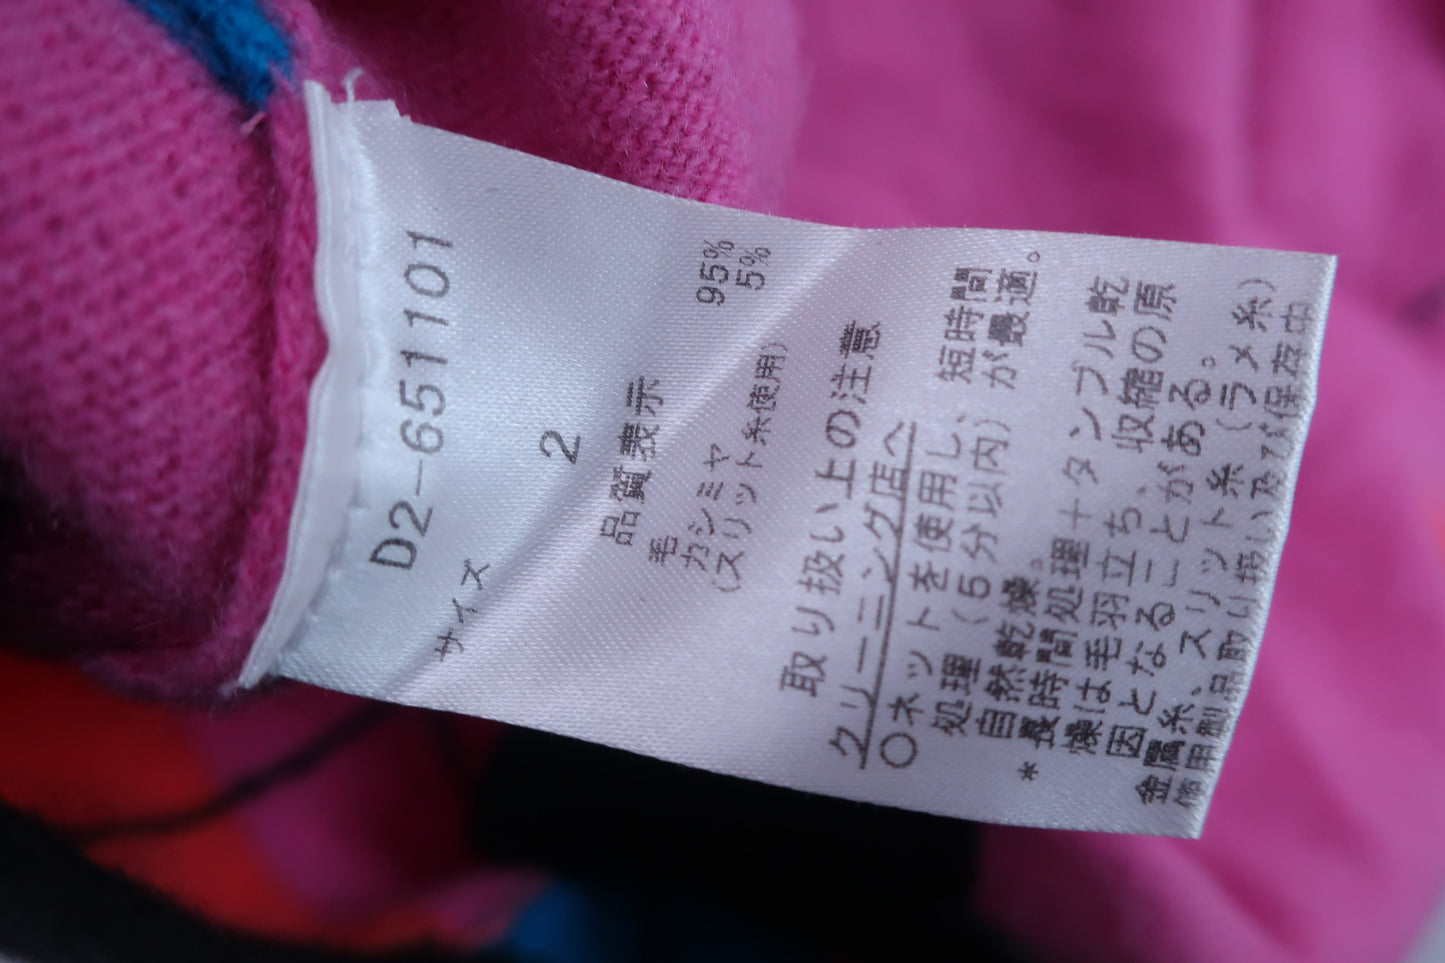 D2-651101
サイズ 2
品質表示
毛 95%
カシミヤ 5%
(スリット糸使用)
取り扱い上の注意
クリーニング店へ
○ネットを使用し、短時間
処理(5分以内)が最適。
自然乾燥。
*長時間処理+タンブル乾
燥は毛羽立ち、収縮の原
因となることがある。
金属糸、スリット糸(ラメ糸)
使用製品取り扱い及び保存中